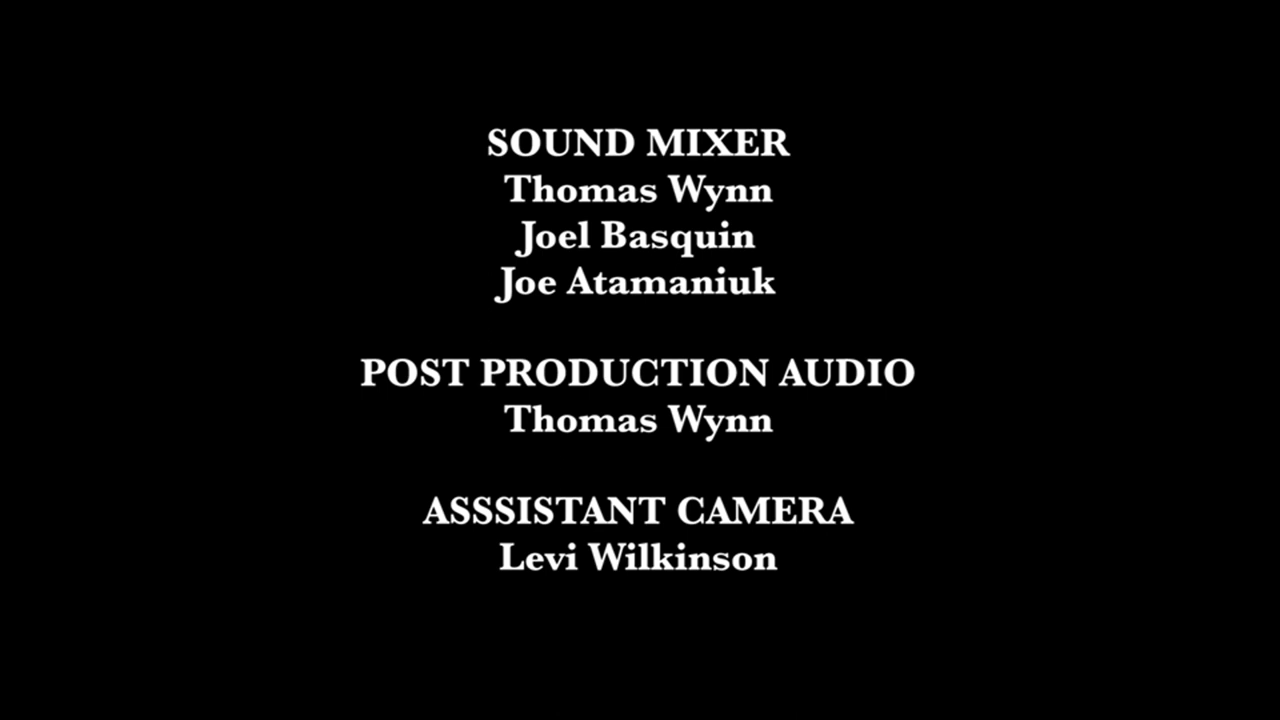 SOUND MIXER
Thomas Wynn
Joel Basquin
Joe Atamaniuk
POST PRODUCTION AUDIO
Thomas Wynn
ASSSISTANT CAMERA
Levi Wilkinson